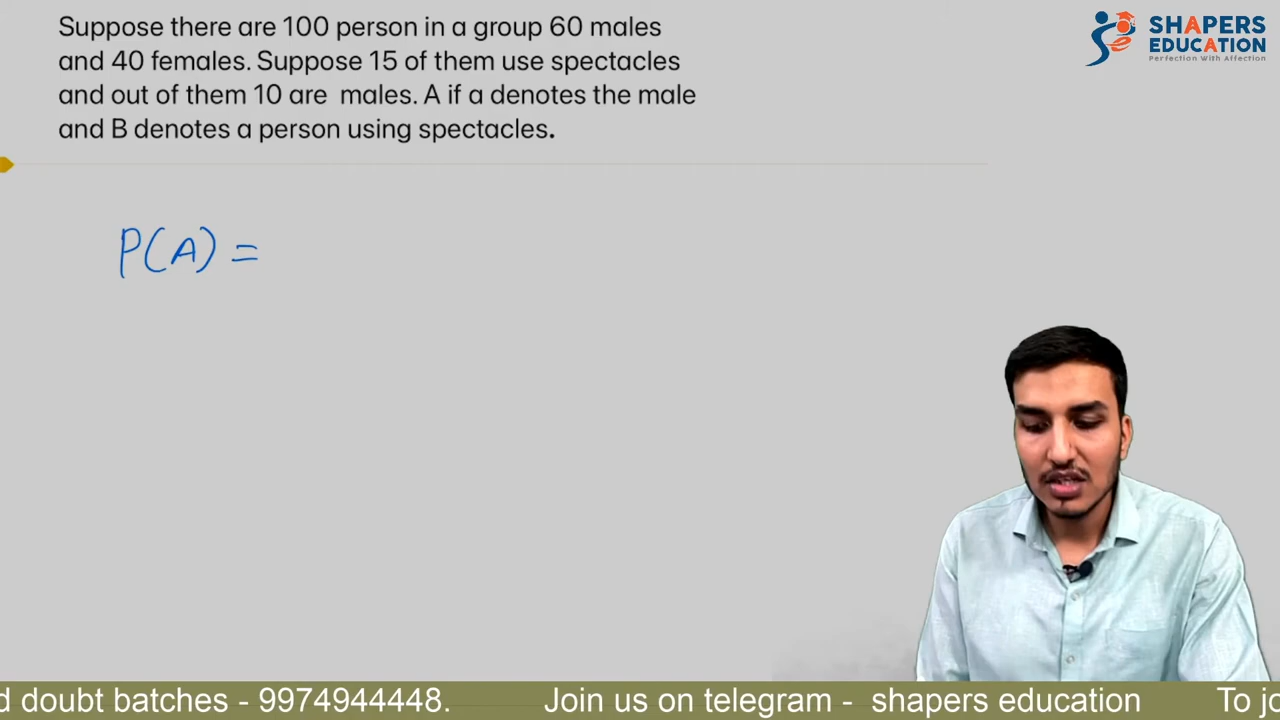 Suppose there are 100 person in a group 60 males
and 40 females. Suppose 15 of them use spectacles
and out of them 10 are males. A if a denotes the male
and B denotes a person using spectacles.
SHAPERS
EDUCATION
Perfection With Affection
P(A) =
d doubt batches - 9974944448. Join us on telegram - shapers education To jo